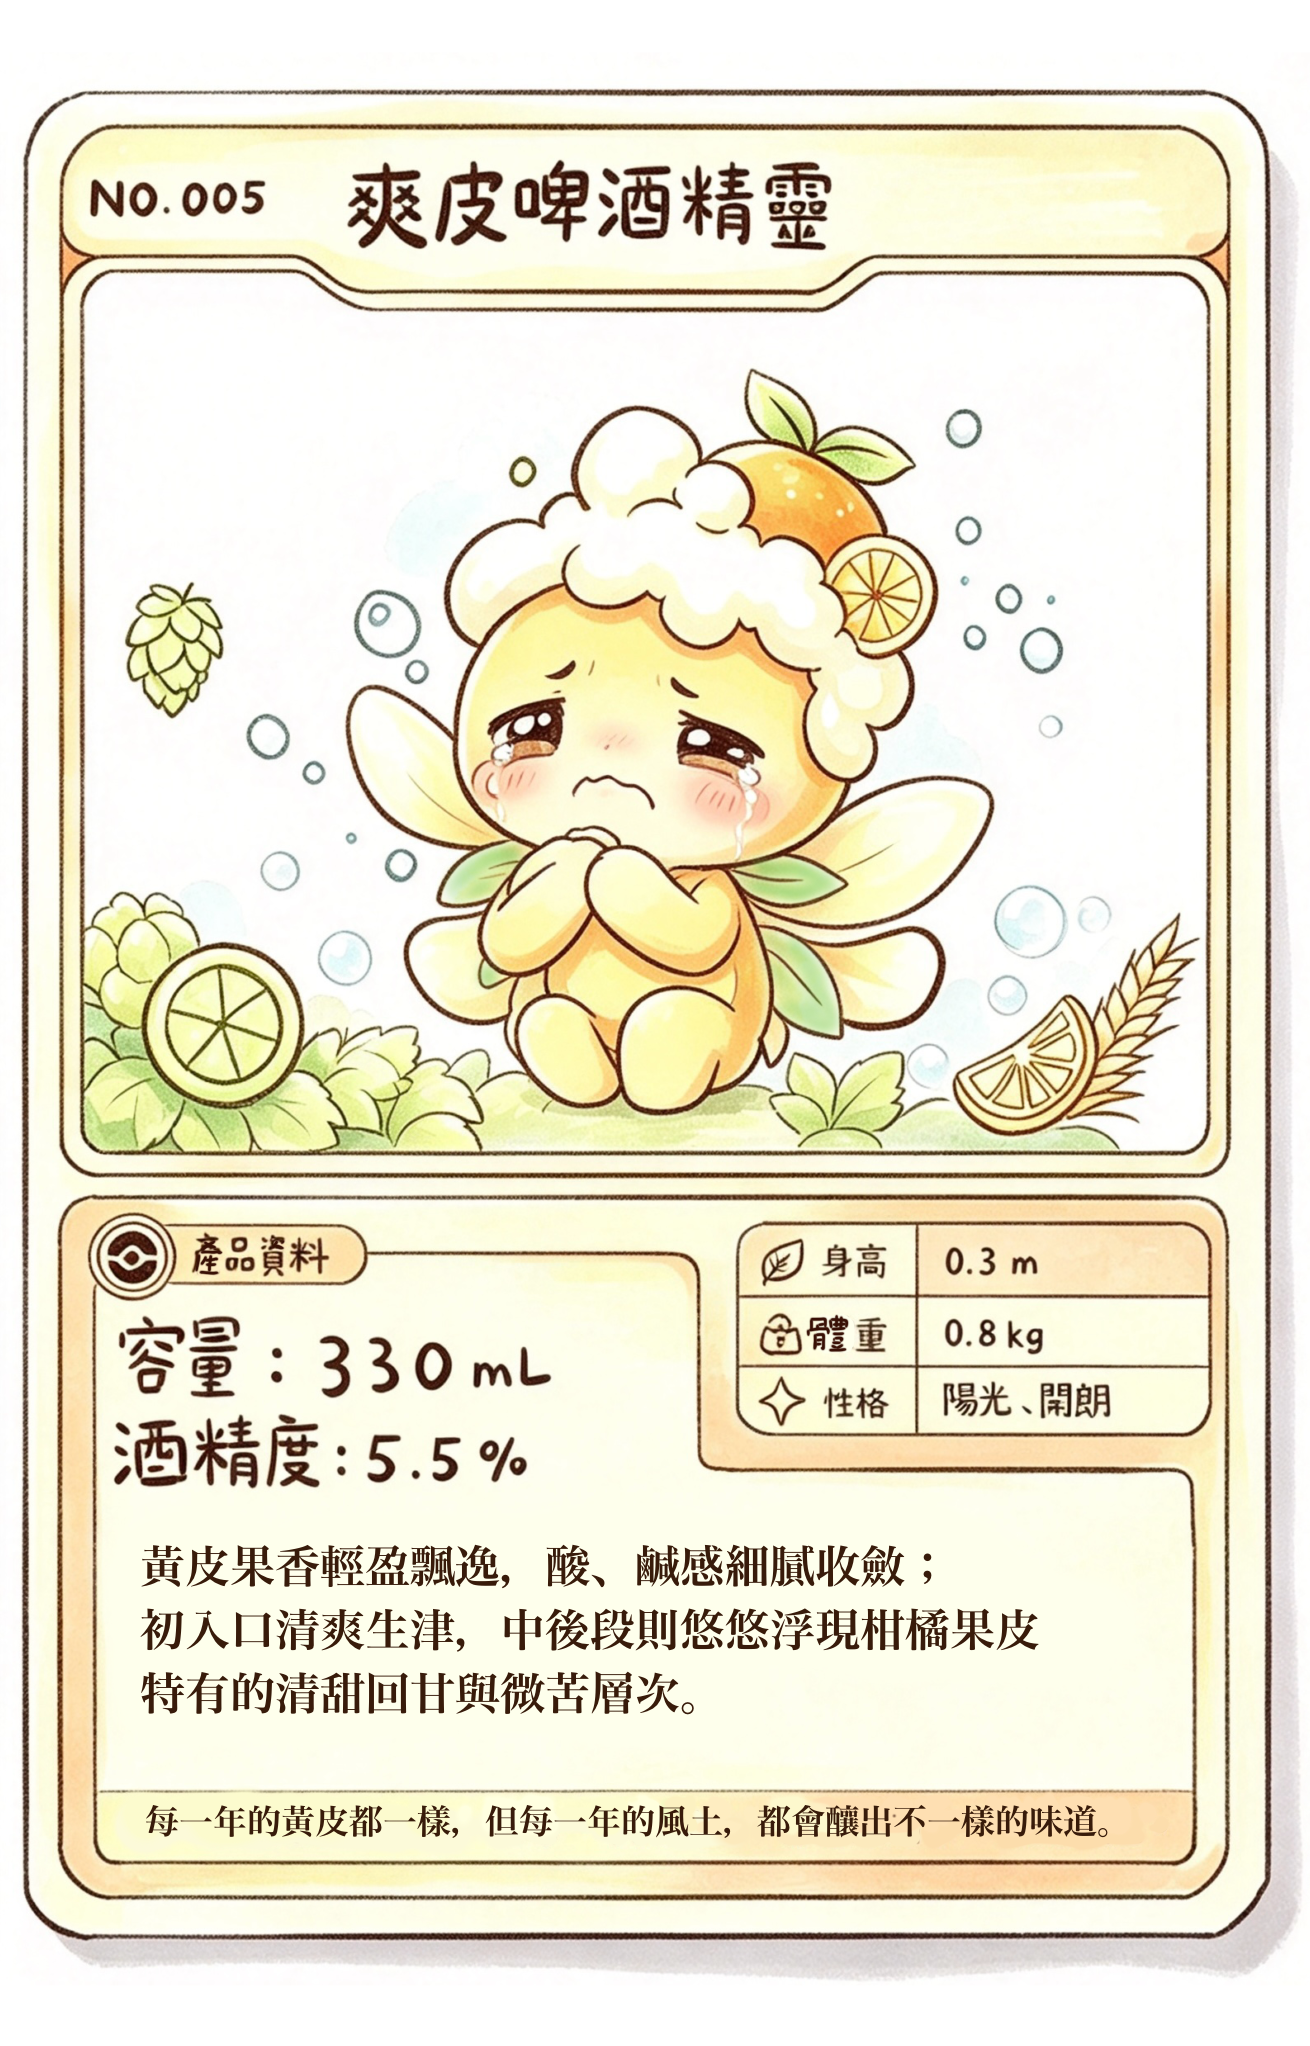 NO. 005 爽皮啤酒精靈
產品資料
容量：330 mL
酒精度：5.5 %
身高 0.3 m
體重 0.8 kg
性格 陽光、開朗
黃皮果香輕盈飄逸，酸、鹹感細膩收斂；
初入口清爽生津，中後段則悠悠浮現柑橘果皮
特有的清甜回甘與微苦層次。
每一年的黃皮都一樣，但每一年的風土，都會釀出不一樣的味道。